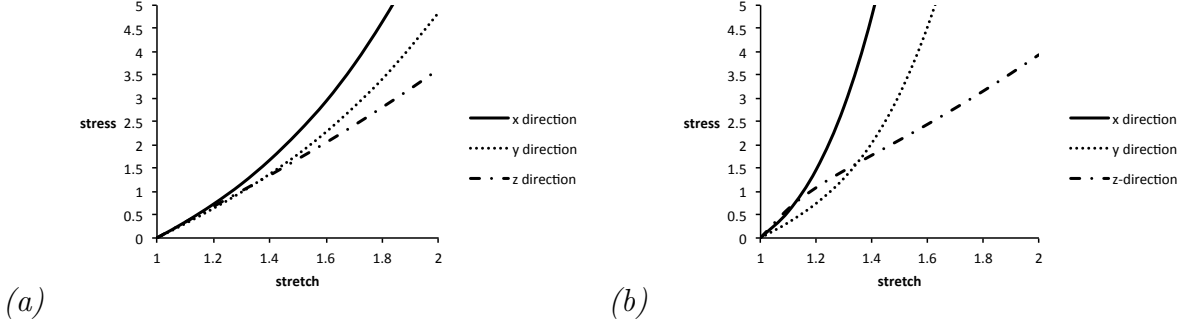 5
4.5
4
3.5
3
stress 2.5
2
1.5
1
0.5
0
1 1.2 1.4 1.6 1.8 2
stretch
x direction
y direction
z direction
(a)
5
4.5
4
3.5
3
stress 2.5
2
1.5
1
0.5
0
1 1.2 1.4 1.6 1.8 2
stretch
x direction
y direction
z-direction
(b)